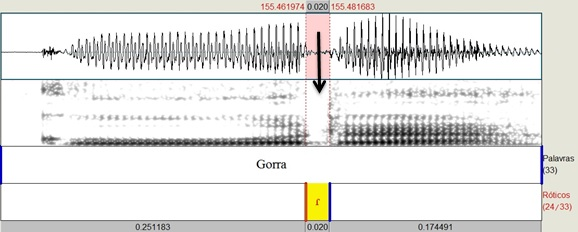 155.461974 0.020 155.481683
Gorra
Palavras
(33)
ɾ
Róticos
(24/33)
0.251183 0.020 0.174491